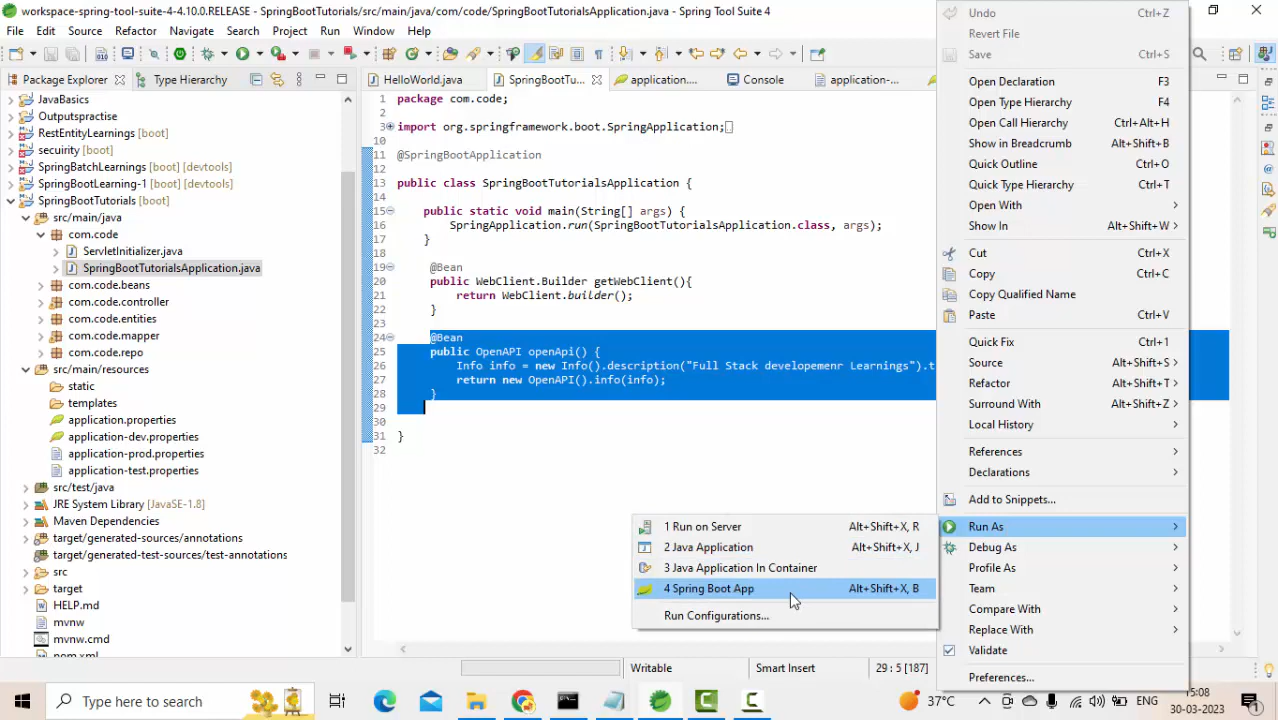 workspace-spring-tool-suite-4-4.10.0.RELEASE - SpringBootTutorials/src/main/java/com/code/SpringBootTutorialsApplication.java - Spring Tool Suite 4
File Edit Source Refactor Navigate Search Project Run Window Help
Package Explorer
Type Hierarchy
JavaBasics
Outputspractise
RestEntityLearnings [boot]
secuirity [boot]
SpringBatchLearnings [boot] [devtools]
SpringBootLearning-1 [boot] [devtools]
SpringBootTutorials [boot]
src/main/java
com.code
ServletInitializer.java
SpringBootTutorialsApplication.java
com.code.beans
com.code.controller
com.code.entities
com.code.mapper
com.code.repo
src/main/resources
static
templates
application.properties
application-dev.properties
application-prod.properties
application-test.properties
src/test/java
JRE System Library [JavaSE-1.8]
Maven Dependencies
target/generated-sources/annotations
target/generated-test-sources/test-annotations
src
target
HELP.md
mvnw
mvnw.cmd
pom.xml
HelloWorld.java
SpringBootTu...
application....
Console
application-...
1 package com.code;
2
3 import org.springframework.boot.SpringApplication;
10
11 @SpringBootApplication
12
13 public class SpringBootTutorialsApplication {
14
15 public static void main(String[] args) {
16 SpringApplication.run(SpringBootTutorialsApplication.class, args);
17 }
18
19 @Bean
20 public WebClient.Builder getWebClient(){
21 return WebClient.builder();
22 }
23
24 @Bean
25 public OpenAPI openApi() {
26 Info info = new Info().description("Full Stack developemenr Learnings").t
27 return new OpenAPI().info(info);
28 }
29
30
31 }
32
Undo Ctrl+Z
Revert File
Save Ctrl+S
Open Declaration F3
Open Type Hierarchy F4
Open Call Hierarchy Ctrl+Alt+H
Show in Breadcrumb Alt+Shift+B
Quick Outline Ctrl+O
Quick Type Hierarchy Ctrl+T
Open With
Show In Alt+Shift+W
Cut Ctrl+X
Copy Ctrl+C
Copy Qualified Name
Paste Ctrl+V
Quick Fix Ctrl+1
Source Alt+Shift+S
Refactor Alt+Shift+T
Surround With Alt+Shift+Z
Local History
References
Declarations
Add to Snippets...
Run As
Debug As
Profile As
Team
Compare With
Replace With
Validate
Preferences...
1 Run on Server Alt+Shift+X, R
2 Java Application Alt+Shift+X, J
3 Java Application In Container
4 Spring Boot App Alt+Shift+X, B
Run Configurations...
Writable
Smart Insert
29 : 5 [187]
Type here to search
37°C
ENG
15:08
30-03-2023